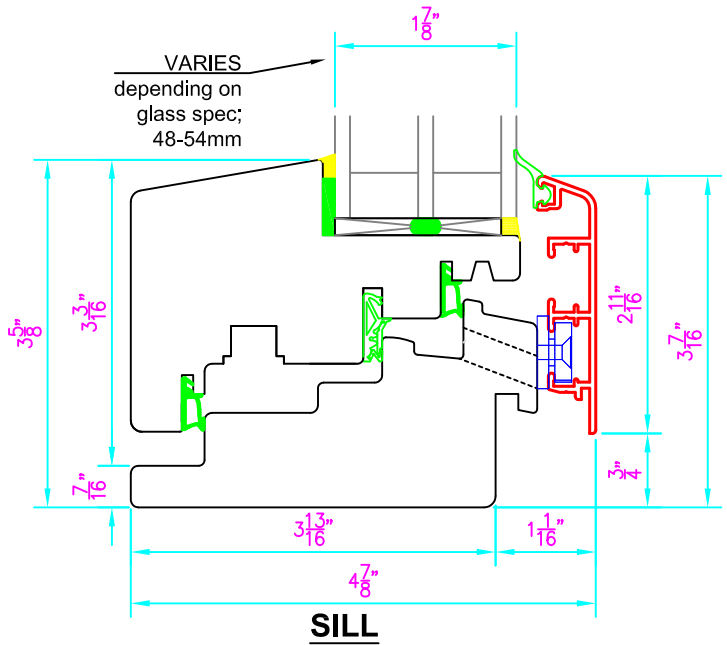 1 7/8"
VARIES
depending on
glass spec;
48-54mm
3 5/8"
3 3/16"
2 11/16"
3 7/16"
7/16"
3/4"
3 13/16"
1 1/16"
4 7/8"
SILL